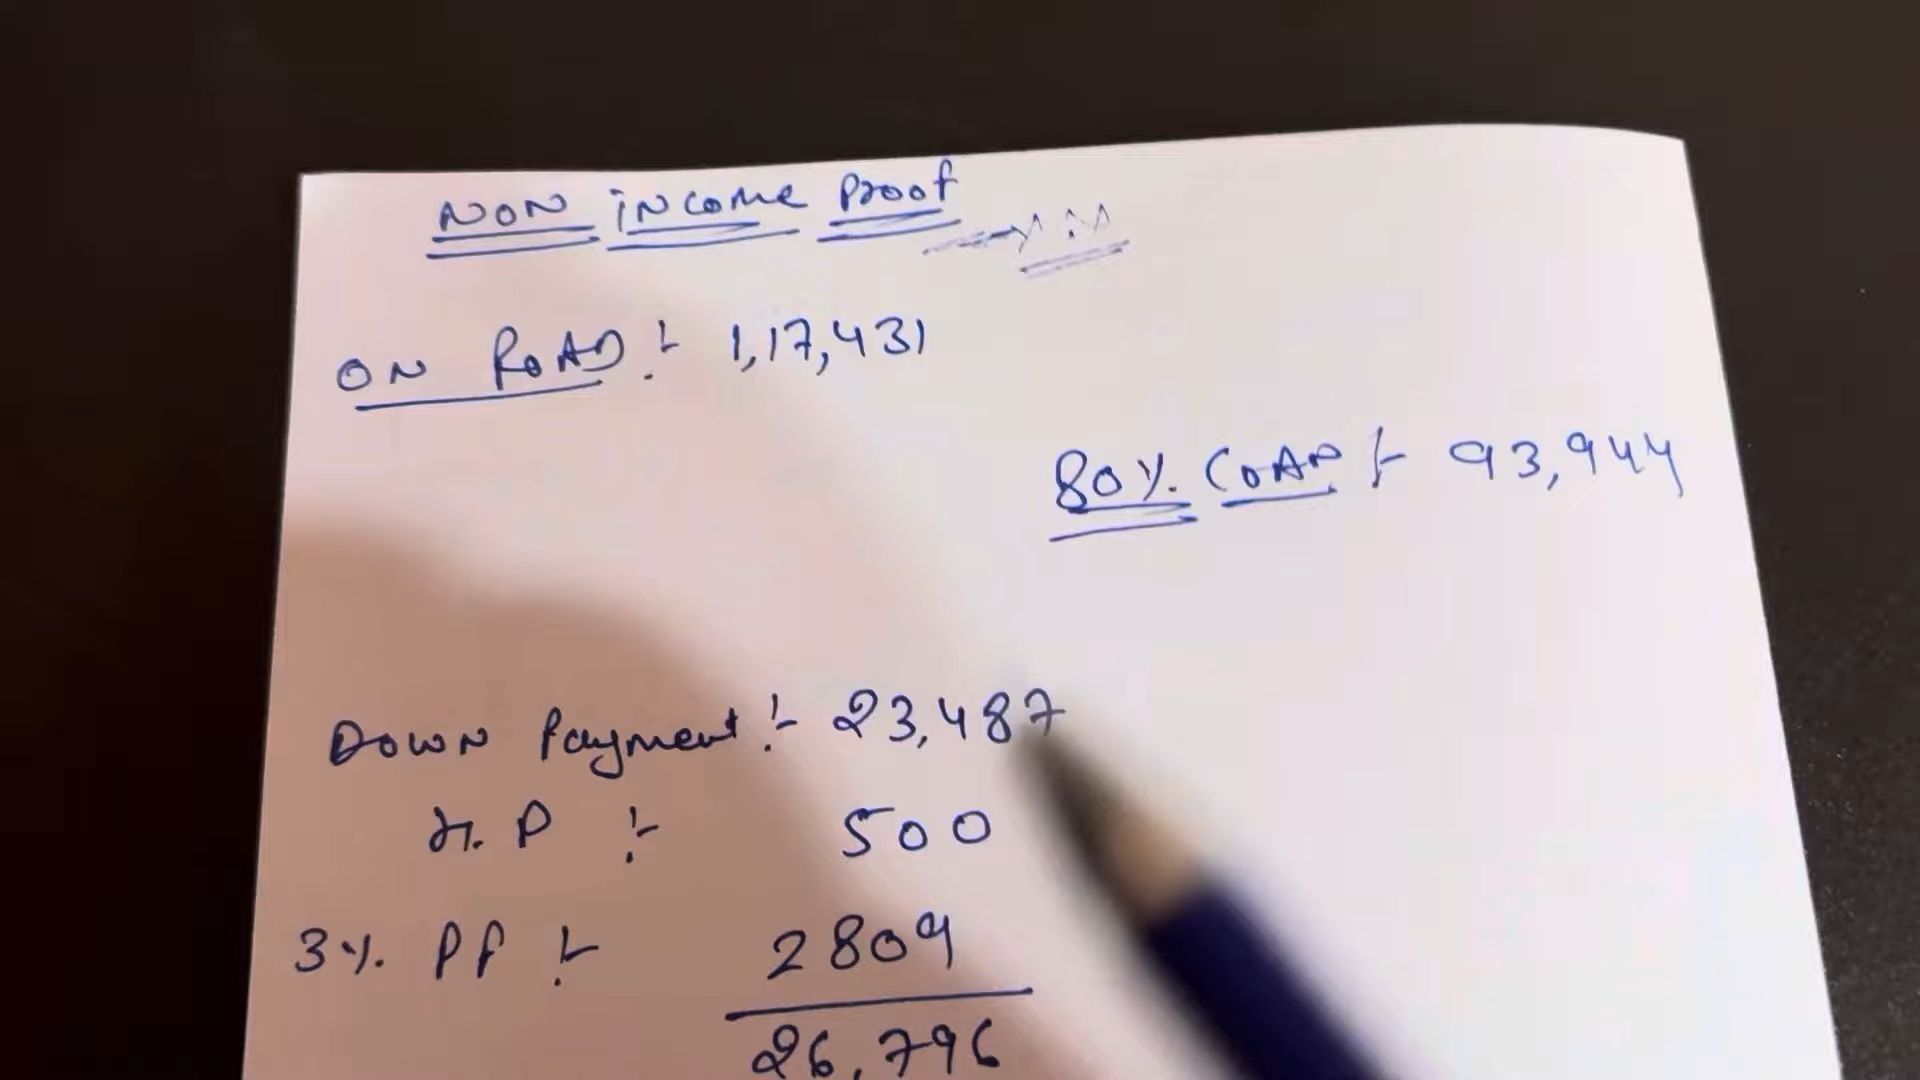 NON iNCOME PROOF
ON ROAD :- 1,17,431
80% LOAN :- 93,944
DOWN Payment :- 23,487
H.P :- 500
3%. PF :- 2809
26,796